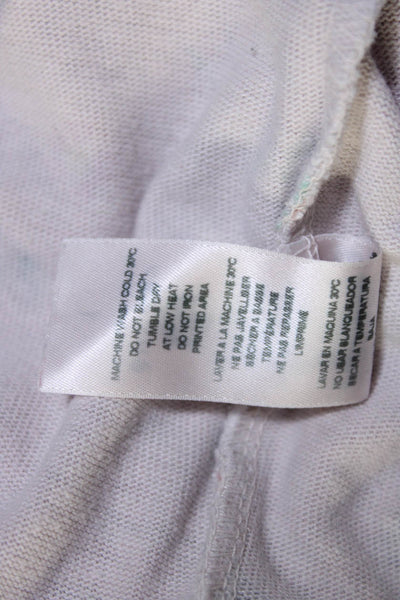 MACHINE WASH COLD 30°C
DO NOT BLEACH
TUMBLE DRY
AT LOW HEAT
DO NOT IRON
PRINTED AREA
LAVER A LA MACHINE 30°C
NE PAS JAVELLISER
SECHER A BASSE
TEMPERATURE
NE PAS REPASSER
LIMPRIME
LAVAR EN MAQUINA 30°C
NO USAR BLANQUEADOR
SECAR A TEMPERATURA
BAJA